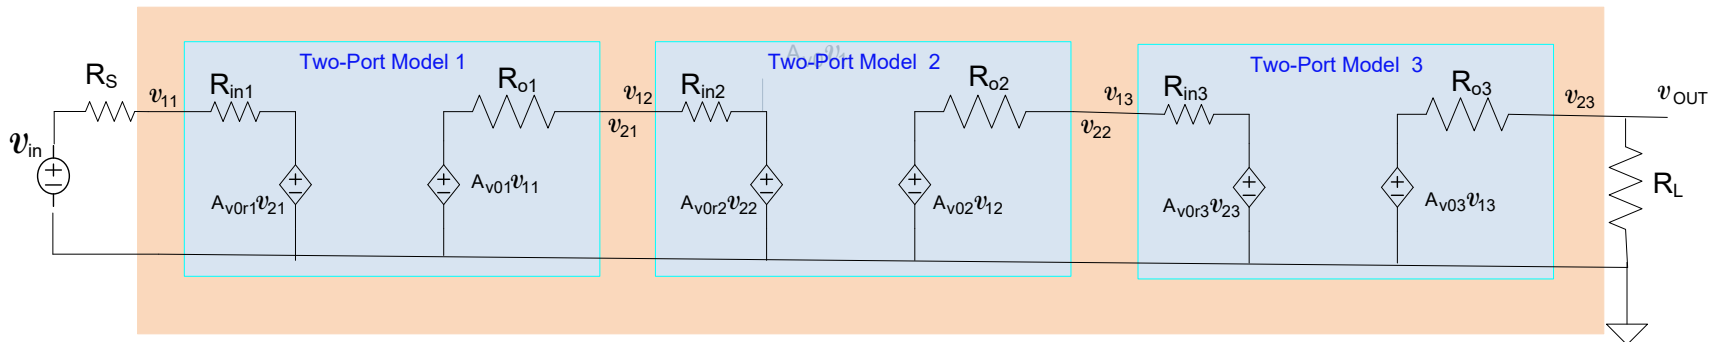 Two-Port Model 1
Two-Port Model 2
Two-Port Model 3
R_S
v_11
R_in1
R_o1
v_12
v_21
R_in2
R_o2
v_13
v_22
R_in3
R_o3
v_23
v_OUT
v_in
A_v0r1 v_21
A_v01 v_11
A_v0r2 v_22
A_v02 v_12
A_v0r3 v_23
A_v03 v_13
R_L